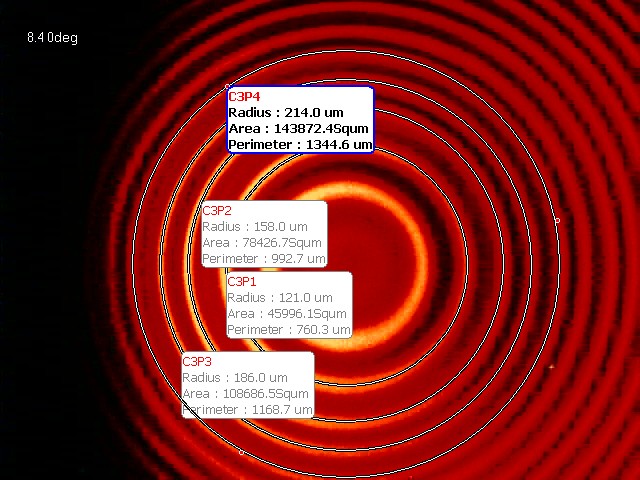 8.40deg
C3P4
Radius : 214.0 um
Area : 143872.4Squm
Perimeter : 1344.6 um
C3P2
Radius : 158.0 um
Area : 78426.7Squm
Perimeter : 992.7 um
C3P1
Radius : 121.0 um
Area : 45996.1Squm
Perimeter : 760.3 um
C3P3
Radius : 186.0 um
Area : 108686.5Squm
Perimeter : 1168.7 um